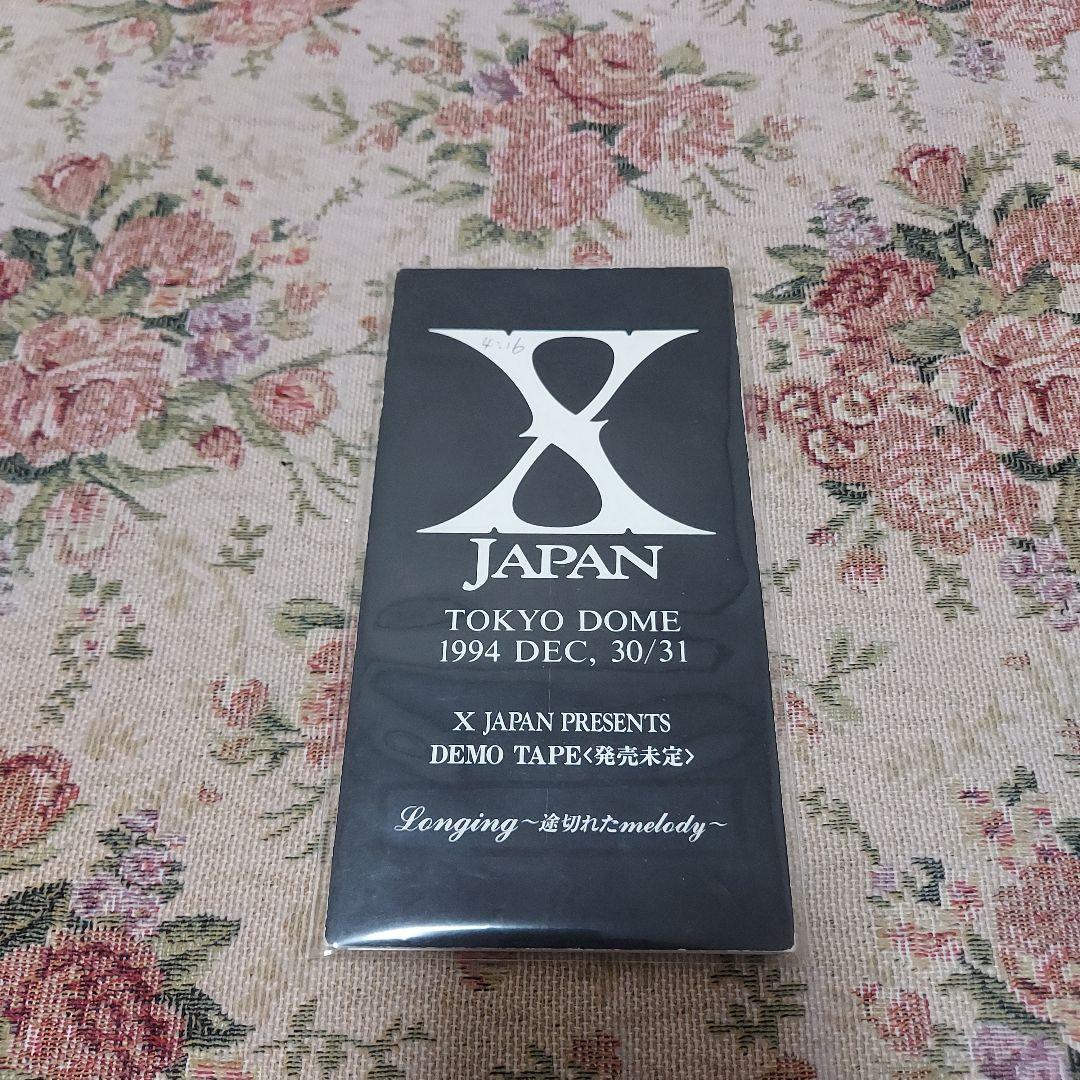 4:16
X
JAPAN
TOKYO DOME
1994 DEC, 30/31
X JAPAN PRESENTS
DEMO TAPE<発売未定>
Longing～途切れたmelody～